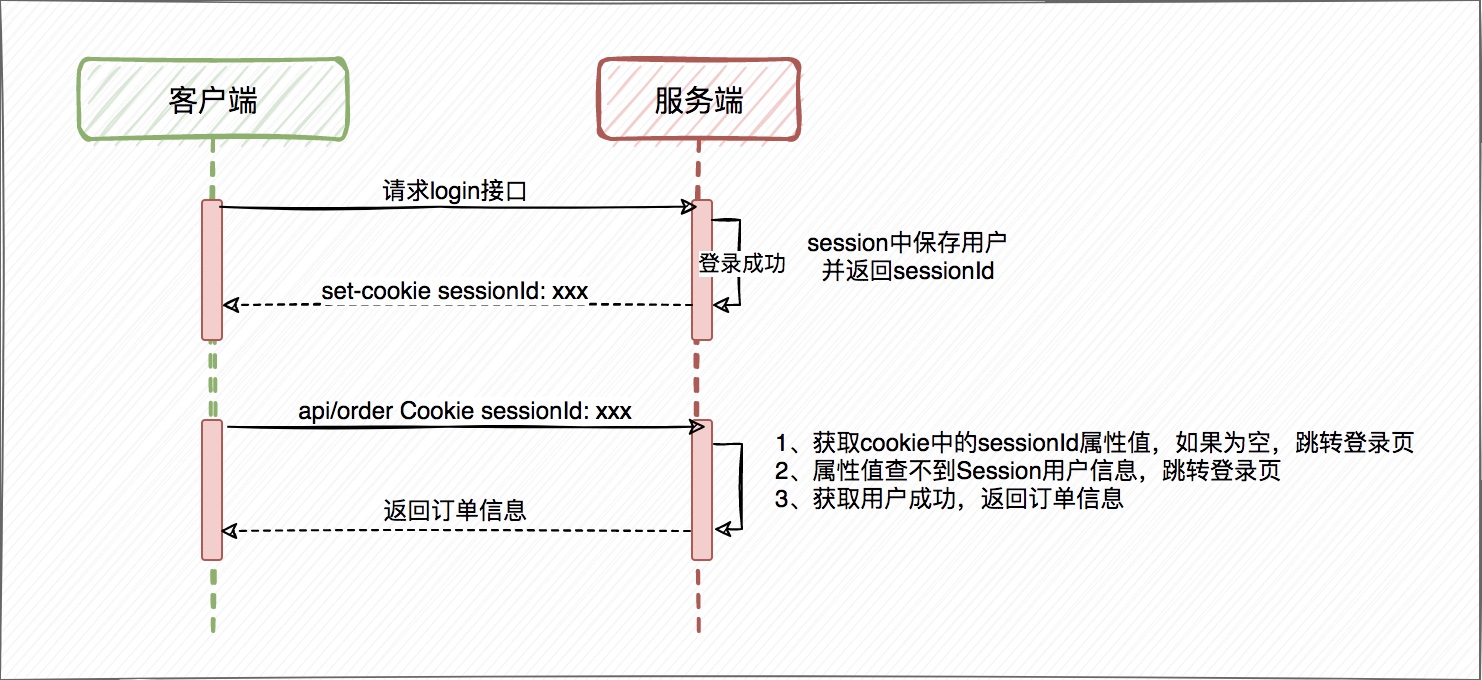 客户端
服务端
请求login接口
登录成功
session中保存用户
并返回sessionId
set-cookie sessionId: xxx
api/order Cookie sessionId: xxx
1、获取cookie中的sessionId属性值，如果为空，跳转登录页
2、属性值查不到Session用户信息，跳转登录页
3、获取用户成功，返回订单信息
返回订单信息